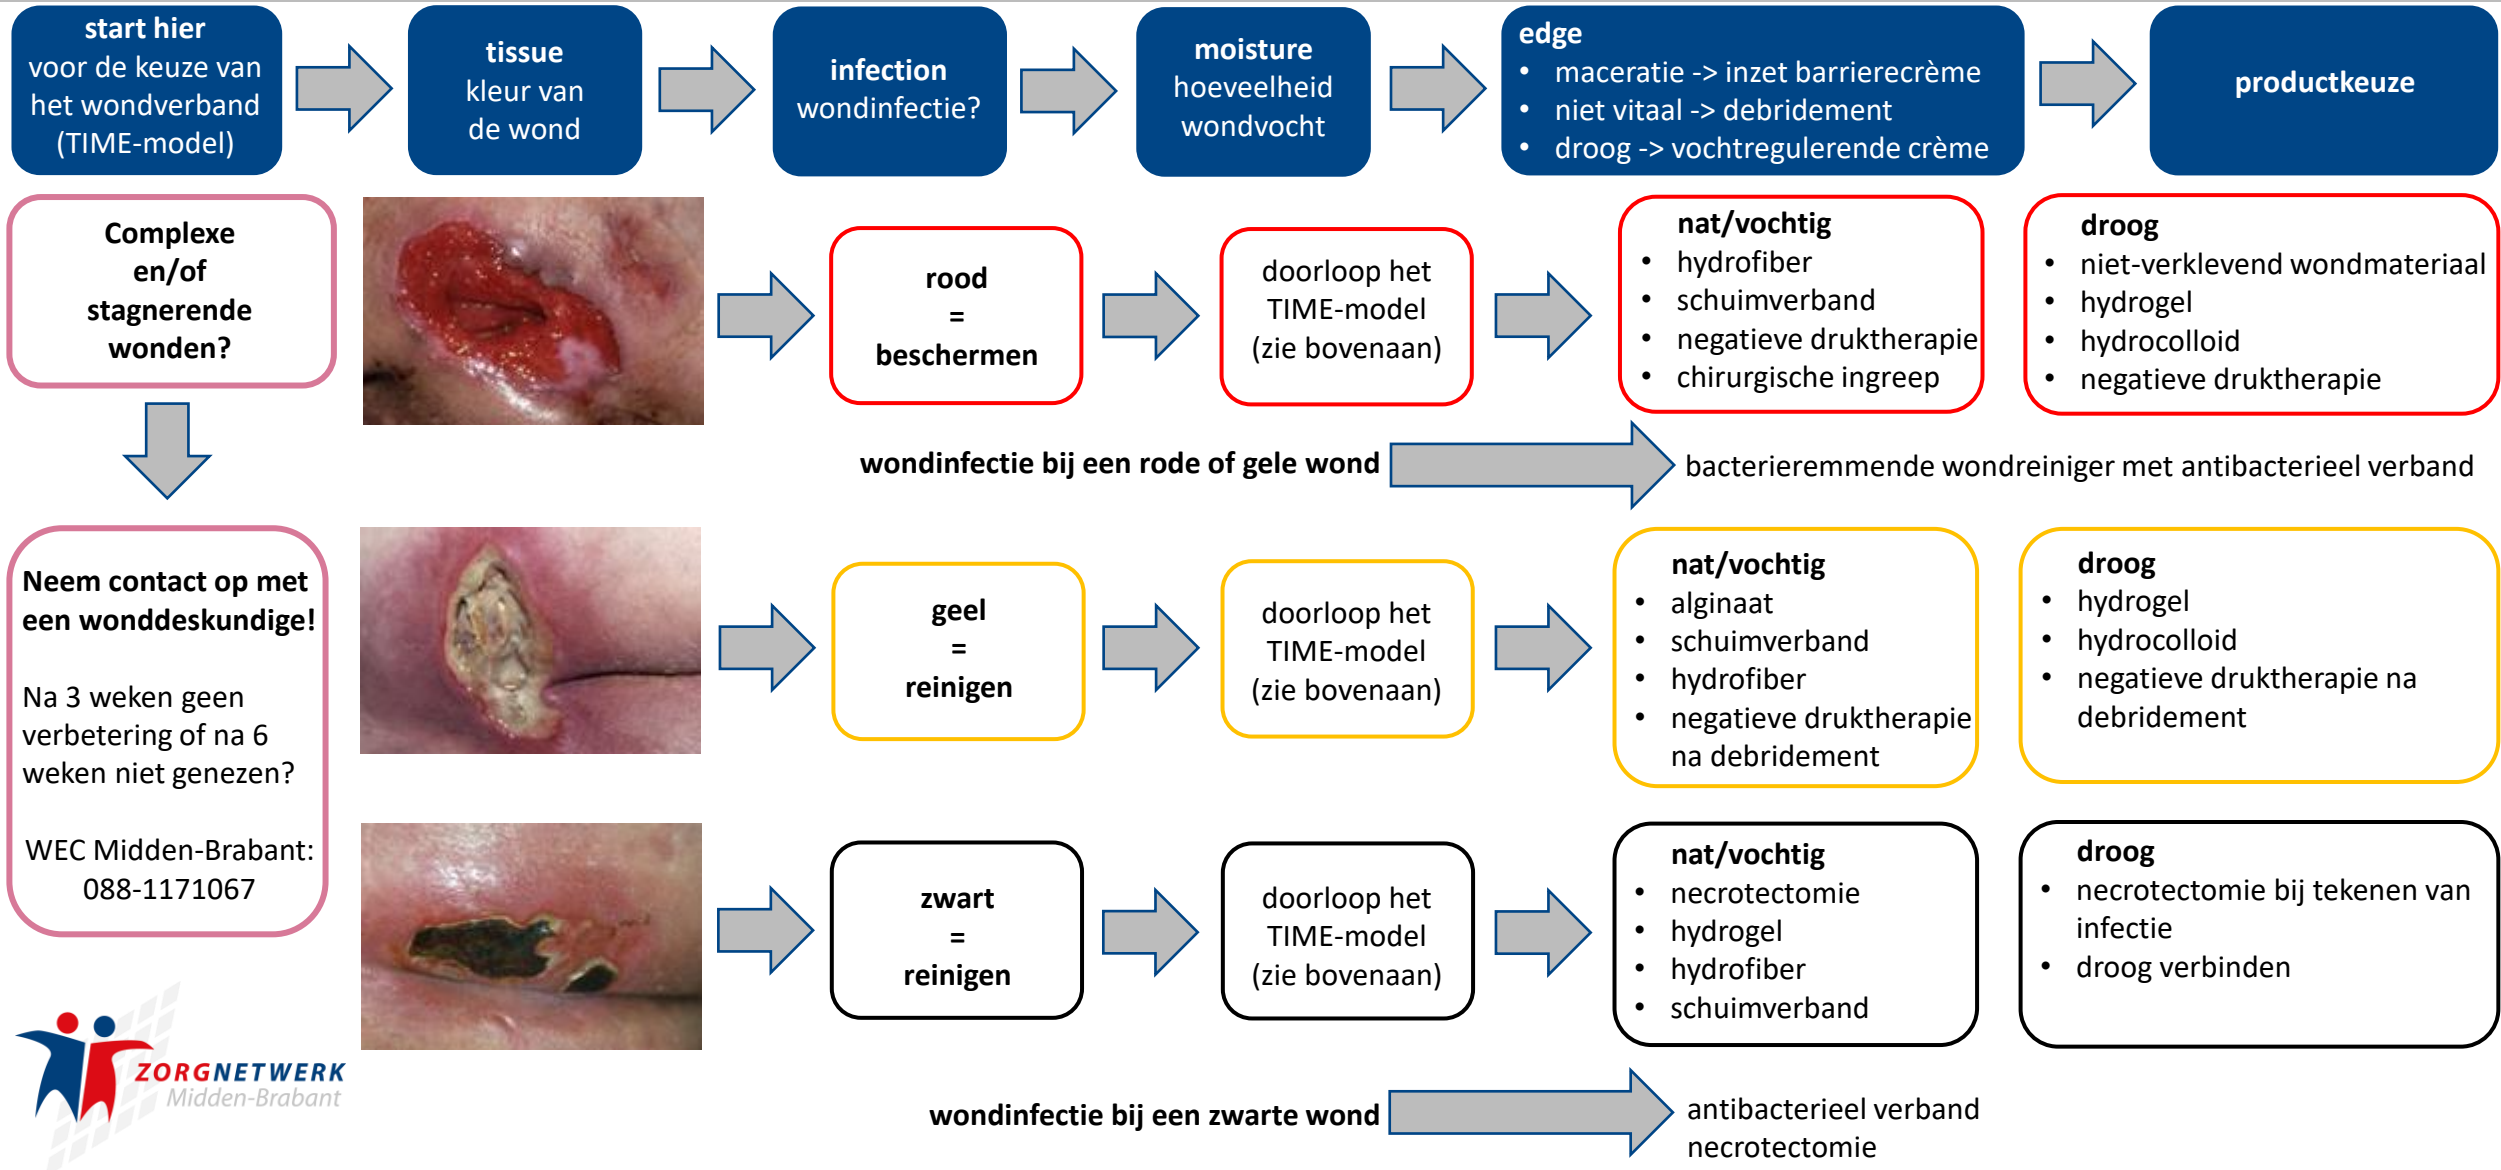 start hier
voor de keuze van
het wondverband
(TIME-model)
tissue
kleur van
de wond
infection
wondinfectie?
moisture
hoeveelheid
wondvocht
edge
• maceratie -> inzet barrierecrème
• niet vitaal -> debridement
• droog -> vochtregulerende crème
productkeuze
Complexe
en/of
stagnerende
wonden?
rood
=
beschermen
doorloop het
TIME-model
(zie bovenaan)
nat/vochtig
• hydrofiber
• schuimverband
• negatieve druktherapie
• chirurgische ingreep
droog
• niet-verklevend wondmateriaal
• hydrogel
• hydrocolloid
• negatieve druktherapie
wondinfectie bij een rode of gele wond
bacterieremmende wondreiniger met antibacterieel verband
Neem contact op met
een wonddeskundige!
Na 3 weken geen
verbetering of na 6
weken niet genezen?
WEC Midden-Brabant:
088-1171067
geel
=
reinigen
doorloop het
TIME-model
(zie bovenaan)
nat/vochtig
• alginaat
• schuimverband
• hydrofiber
• negatieve druktherapie
na debridement
droog
• hydrogel
• hydrocolloid
• negatieve druktherapie na
debridement
zwart
=
reinigen
doorloop het
TIME-model
(zie bovenaan)
nat/vochtig
• necrotectomie
• hydrogel
• hydrofiber
• schuimverband
droog
• necrotectomie bij tekenen van
infectie
• droog verbinden
ZORGNETWERK
Midden-Brabant
wondinfectie bij een zwarte wond
antibacterieel verband
necrotectomie